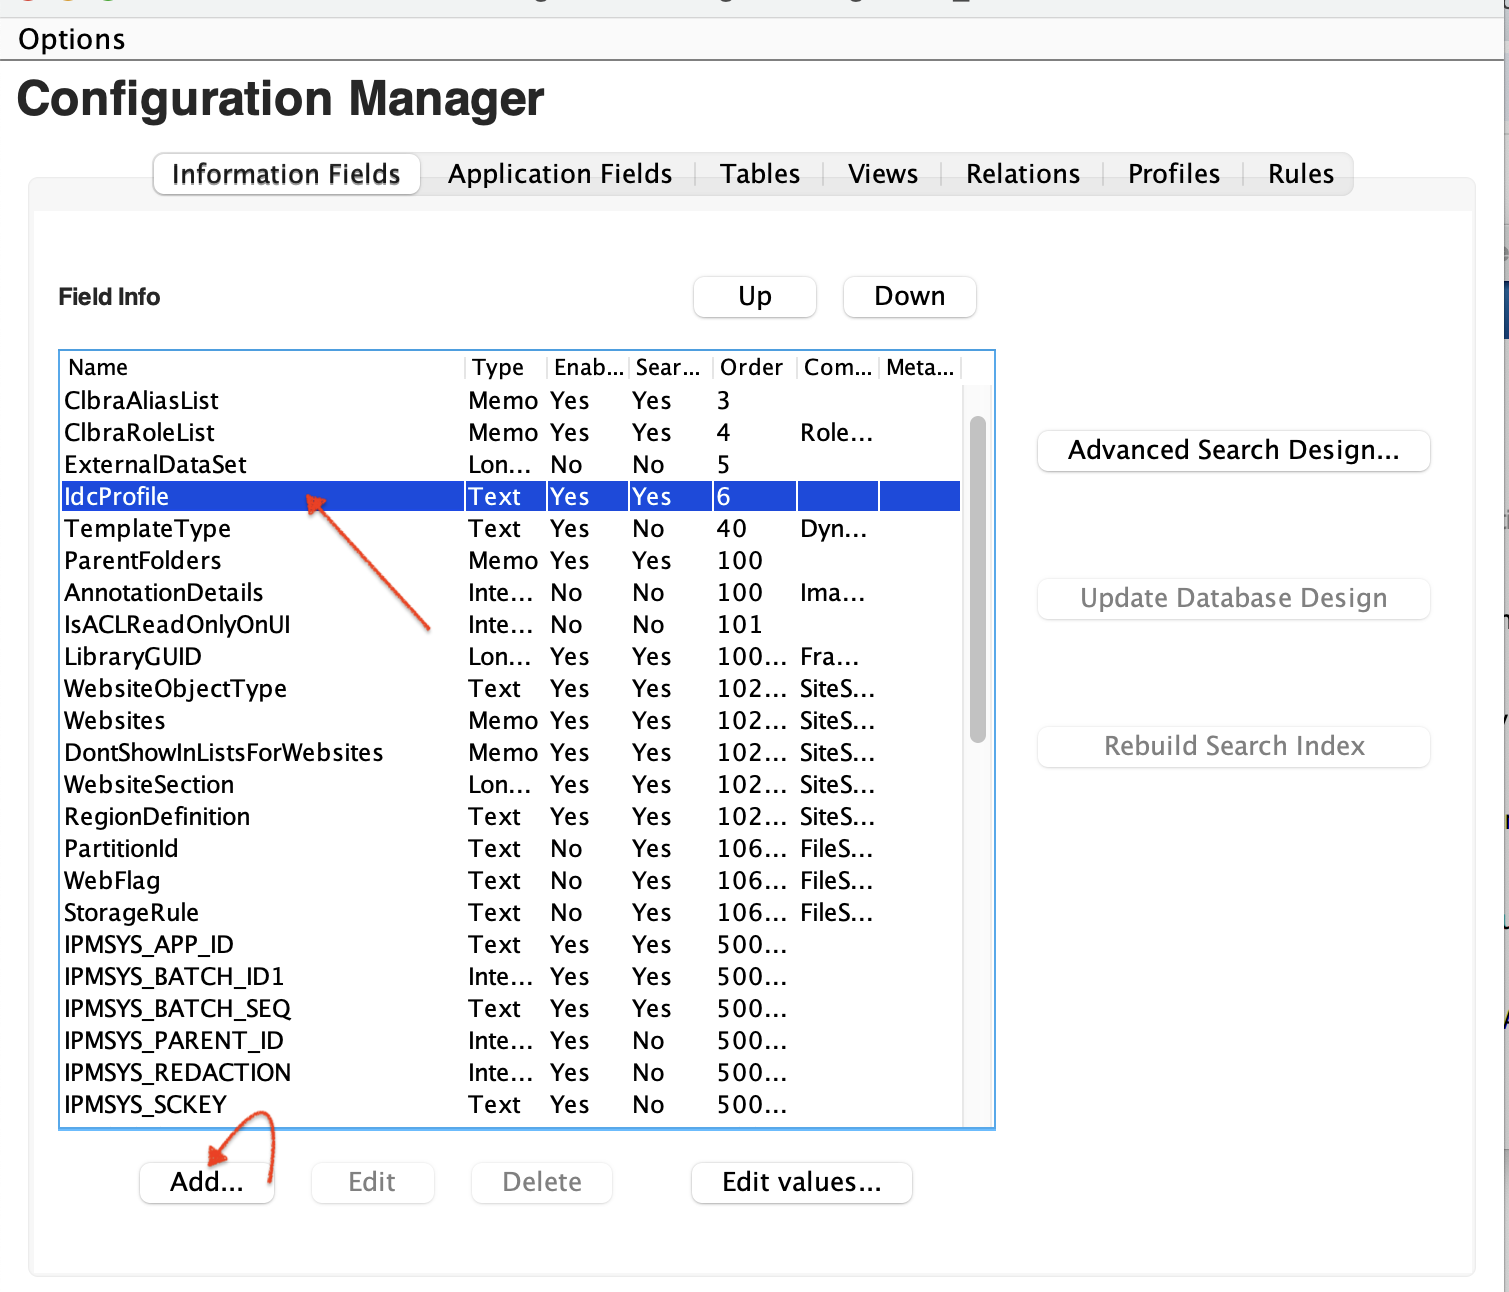 Options
Configuration Manager
Information Fields Application Fields Tables Views Relations Profiles Rules
Field Info Up Down
Name Type Enab... Sear... Order Com... Meta...
ClbraAliasList Memo Yes Yes 3
ClbraRoleList Memo Yes Yes 4 Role...
ExternalDataSet Lon... No No 5
IdcProfile Text Yes Yes 6
TemplateType Text Yes No 40 Dyn...
ParentFolders Memo Yes Yes 100
AnnotationDetails Inte... No No 100 Ima...
IsACLReadOnlyOnUI Inte... No No 101
LibraryGUID Lon... Yes Yes 100... Fra...
WebsiteObjectType Text Yes Yes 102... SiteS...
Websites Memo Yes Yes 102... SiteS...
DontShowInListsForWebsites Memo Yes Yes 102... SiteS...
WebsiteSection Lon... Yes Yes 102... SiteS...
RegionDefinition Text Yes Yes 102... SiteS...
PartitionId Text No Yes 106... FileS...
WebFlag Text No Yes 106... FileS...
StorageRule Text No Yes 106... FileS...
IPMSYS_APP_ID Text Yes Yes 500...
IPMSYS_BATCH_ID1 Inte... Yes Yes 500...
IPMSYS_BATCH_SEQ Text Yes Yes 500...
IPMSYS_PARENT_ID Inte... Yes No 500...
IPMSYS_REDACTION Inte... Yes No 500...
IPMSYS_SCKEY Text Yes No 500...
Advanced Search Design...
Update Database Design
Rebuild Search Index
Add... Edit Delete Edit values...